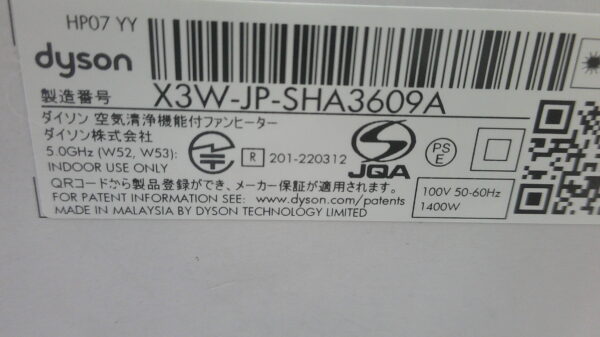 HP07 YY
dyson
製造番号 X3W-JP-SHA3609A
ダイソン 空気清浄機能付ファンヒーター
ダイソン株式会社
5.0GHz (W52, W53):
INDOOR USE ONLY
R 201-220312
JQA
PS
E
QRコードから製品登録ができ、メーカー保証が適用されます。
FOR PATENT INFORMATION SEE: www.dyson.com/patents
MADE IN MALAYSIA BY DYSON TECHNOLOGY LIMITED
100V 50-60Hz
1400W